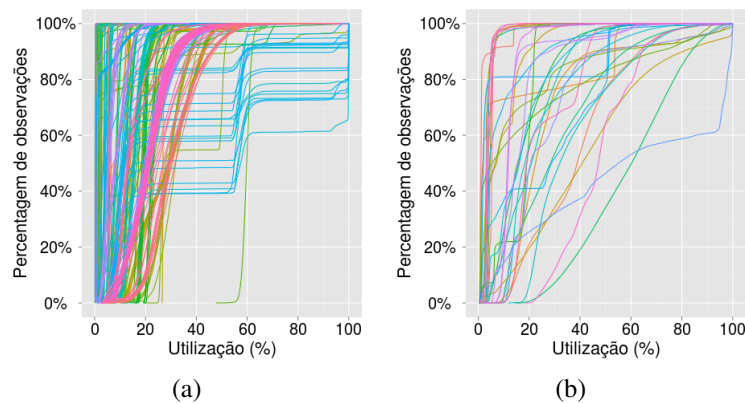 100%
80%
60%
40%
20%
0%
Percentagem de observações
0 20 40 60 80 100
Utilização (%)
(a)
100%
80%
60%
40%
20%
0%
Percentagem de observações
0 20 40 60 80 100
Utilização (%)
(b)